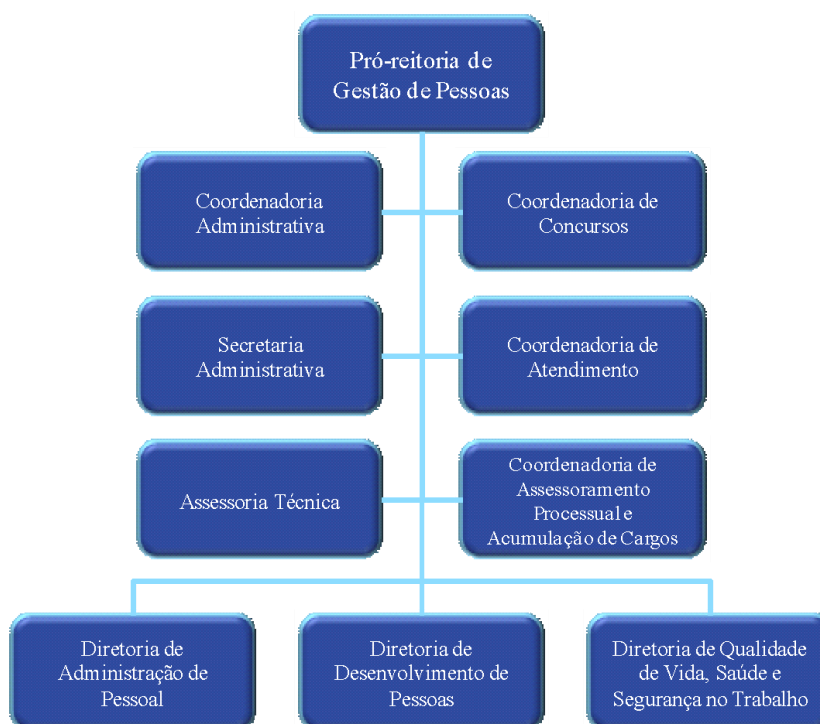 Pró-reitoria de
Gestão de Pessoas
Coordenadoria
Administrativa
Coordenadoria de
Concursos
Secretaria
Administrativa
Coordenadoria de
Atendimento
Assessoria Técnica
Coordenadoria de
Assessoramento
Processual e
Acumulação de Cargos
Diretoria de
Administração de
Pessoal
Diretoria de
Desenvolvimento de
Pessoas
Diretoria de Qualidade
de Vida, Saúde e
Segurança no Trabalho